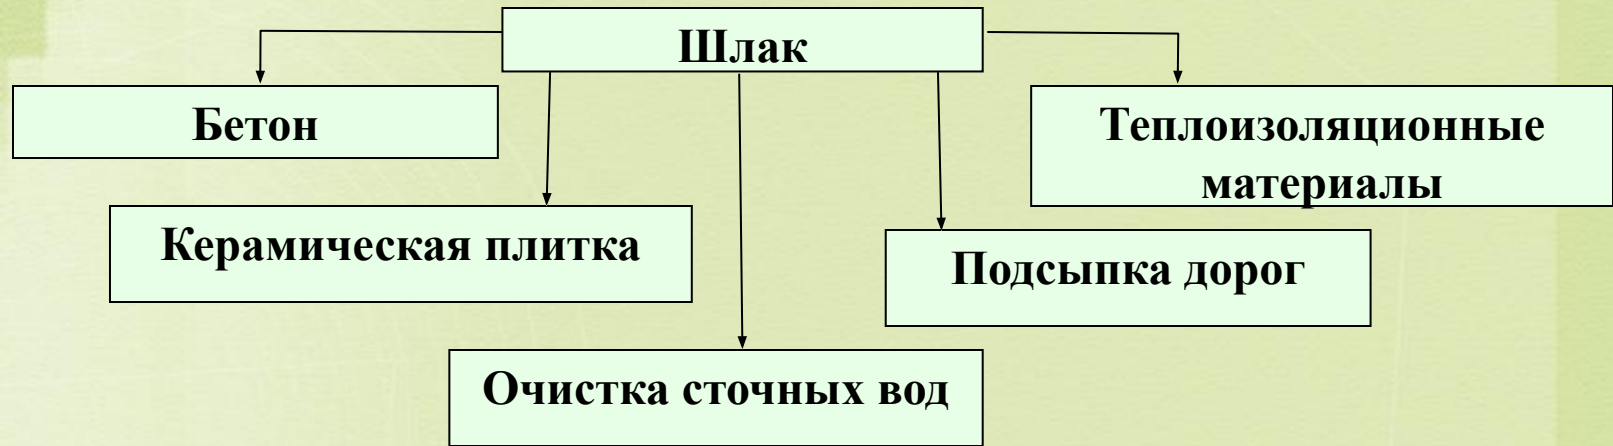 Шлак
Бетон
Теплоизоляционные
материалы
Керамическая плитка
Подсыпка дорог
Очистка сточных вод